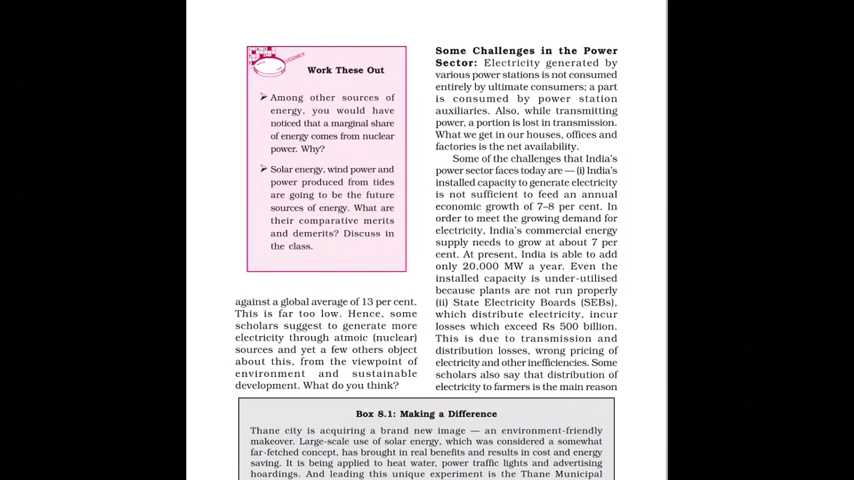 Work These Out
➢ Among other sources of
energy, you would have
noticed that a marginal share
of energy comes from nuclear
power. Why?
➢ Solar energy, wind power and
power produced from tides
are going to be the future
sources of energy. What are
their comparative merits
and demerits? Discuss in
the class.
against a global average of 13 per cent.
This is far too low. Hence, some
scholars suggest to generate more
electricity through atmoic (nuclear)
sources and yet a few others object
about this, from the viewpoint of
environment and sustainable
development. What do you think?
Some Challenges in the Power
Sector: Electricity generated by
various power stations is not consumed
entirely by ultimate consumers; a part
is consumed by power station
auxiliaries. Also, while transmitting
power, a portion is lost in transmission.
What we get in our houses, offices and
factories is the net availability.
Some of the challenges that India's
power sector faces today are — (i) India's
installed capacity to generate electricity
is not sufficient to feed an annual
economic growth of 7–8 per cent. In
order to meet the growing demand for
electricity, India's commercial energy
supply needs to grow at about 7 per
cent. At present, India is able to add
only 20,000 MW a year. Even the
installed capacity is under-utilised
because plants are not run properly
(ii) State Electricity Boards (SEBs),
which distribute electricity, incur
losses which exceed Rs 500 billion.
This is due to transmission and
distribution losses, wrong pricing of
electricity and other inefficiencies. Some
scholars also say that distribution of
electricity to farmers is the main reason
Box 8.1: Making a Difference
Thane city is acquiring a brand new image — an environment-friendly
makeover. Large-scale use of solar energy, which was considered a somewhat
far-fetched concept, has brought in real benefits and results in cost and energy
saving. It is being applied to heat water, power traffic lights and advertising
hoardings. And leading this unique experiment is the Thane Municipal